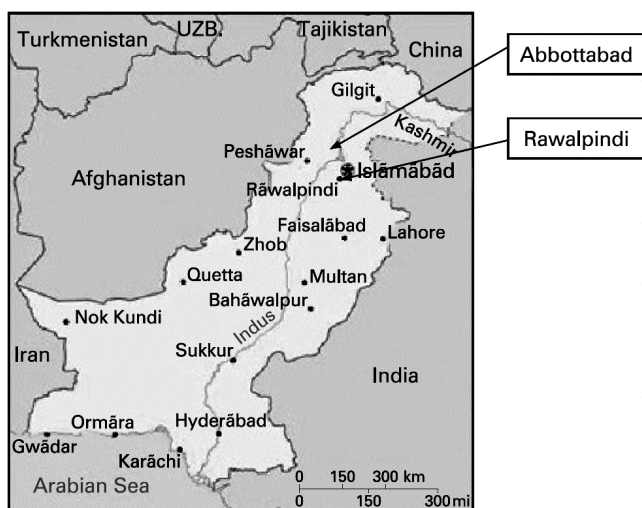 UZB.
Turkmenistan
Tajikistan
China
Abbottabad
Gilgit
Kashmir
Rawalpindi
Peshāwar
Islāmābād
Afghanistan
Rāwalpindi
Faisalābad
Lahore
Zhob
Quetta
Multan
Bahāwalpur
Nok Kundi
Indus
Iran
Sukkur
India
Ormāra
Hyderābad
Gwādar
Karāchi
Arabian Sea
0 150 300 km
0 150 300 mi